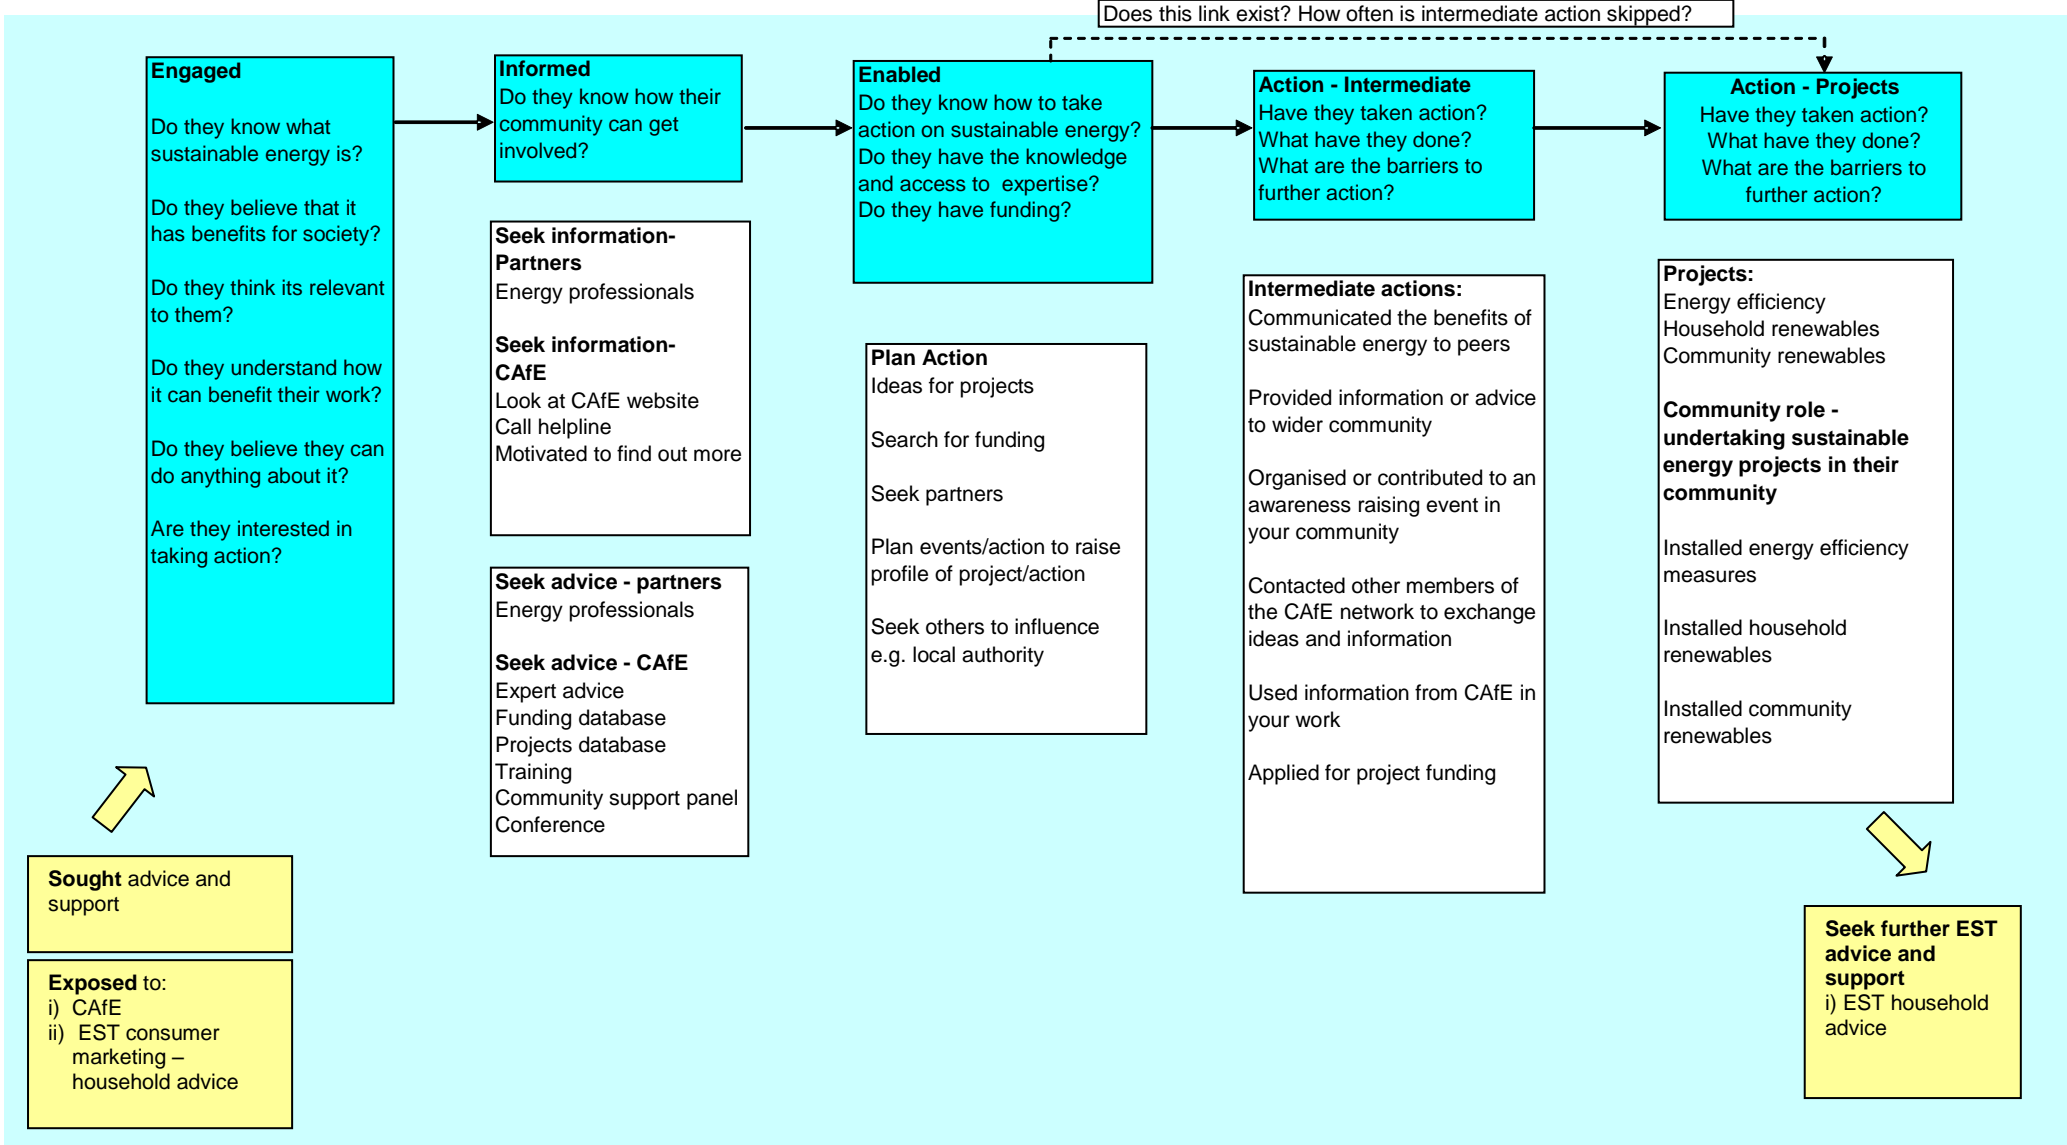 Does this link exist? How often is intermediate action skipped?
Engaged
Do they know what
sustainable energy is?
Do they believe that it
has benefits for society?
Do they think its relevant
to them?
Do they understand how
it can benefit their work?
Do they believe they can
do anything about it?
Are they interested in
taking action?
Informed
Do they know how their
community can get
involved?
Seek information-
Partners
Energy professionals
Seek information-
CAfE
Look at CAfE website
Call helpline
Motivated to find out more
Seek advice - partners
Energy professionals
Seek advice - CAfE
Expert advice
Funding database
Projects database
Training
Community support panel
Conference
Enabled
Do they know how to take
action on sustainable energy?
Do they have the knowledge
and access to  expertise?
Do they have funding?
Plan Action
Ideas for projects
Search for funding
Seek partners
Plan events/action to raise
profile of project/action
Seek others to influence
e.g. local authority
Action - Intermediate
Have they taken action?
What have they done?
What are the barriers to
further action?
Intermediate actions:
Communicated the benefits of
sustainable energy to peers
Provided information or advice
to wider community
Organised or contributed to an
awareness raising event in
your community
Contacted other members of
the CAfE network to exchange
ideas and information
Used information from CAfE in
your work
Applied for project funding
Action - Projects
Have they taken action?
What have they done?
What are the barriers to
further action?
Projects:
Energy efficiency
Household renewables
Community renewables
Community role -
undertaking sustainable
energy projects in their
community
Installed energy efficiency
measures
Installed household
renewables
Installed community
renewables
Sought advice and
support
Exposed to:
i)  CAfE
ii)  EST consumer
marketing –
household advice
Seek further EST
advice and
support
i) EST household
advice